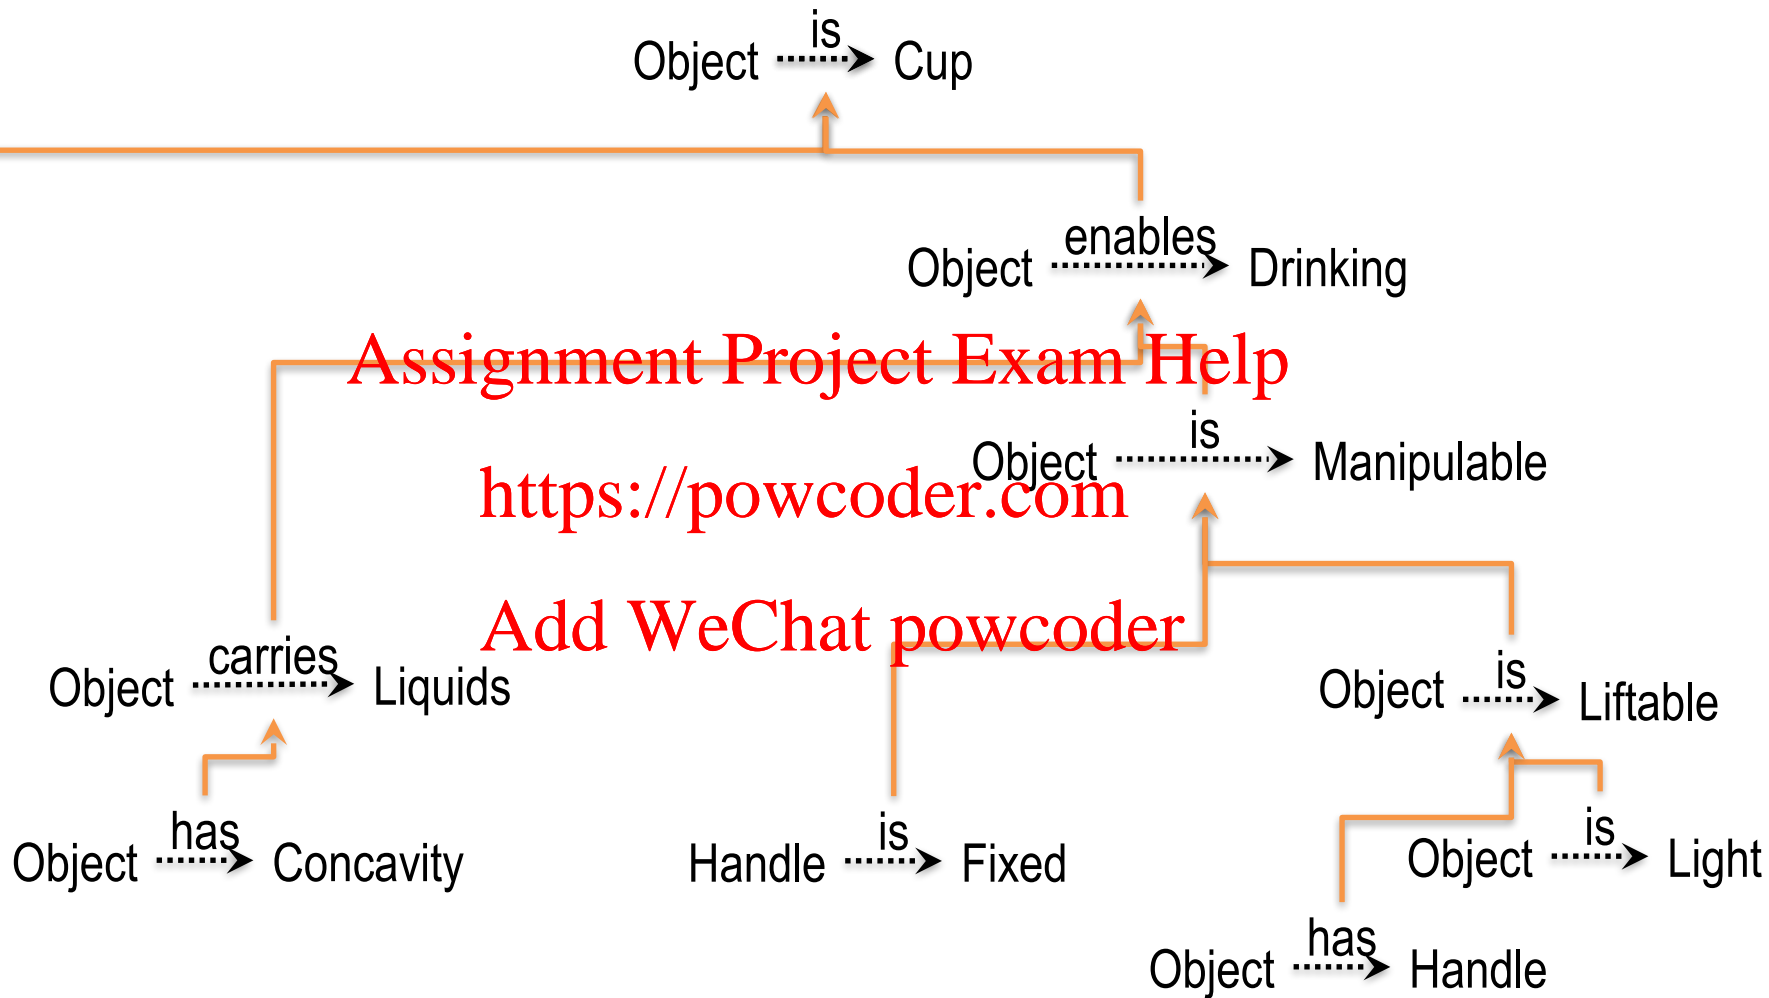 Object is Cup
Object enables Drinking
Assignment Project Exam Help
Object is Manipulable
https://powcoder.com
Add WeChat powcoder
Object carries Liquids
Object is Liftable
Object has Concavity
Handle is Fixed
Object is Light
Object has Handle